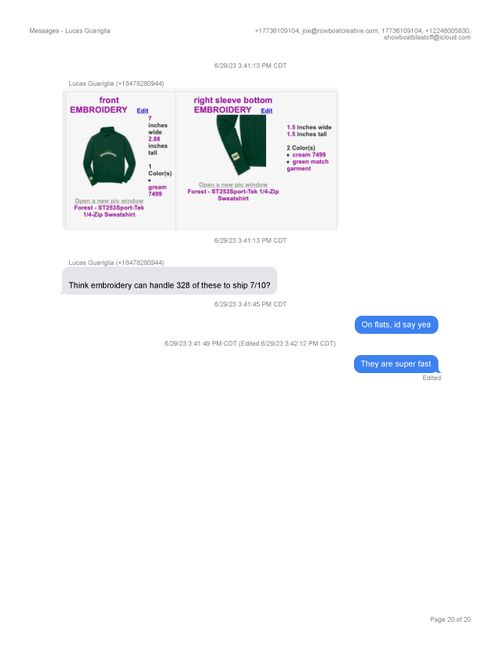 Messages - Lucas Guariglia
+17736109104, joe@rowboatcreative.com, 17736109104, +12248005830,
showboatblastoff@icloud.com
6/29/23 3:41:13 PM CDT
Lucas Guariglia (+18478280944)
front
EMBROIDERY Edit
7
inches
wide
2.88
inches
tall
1
Color(s)
• cream
7499
Open a new pic window
Forest - ST253Sport-Tek
1/4-Zip Sweatshirt
right sleeve bottom
EMBROIDERY Edit
1.5 inches wide
1.5 inches tall
2 Color(s)
• cream 7499
• green match
garment
Open a new pic window
Forest - ST253Sport-Tek 1/4-Zip
Sweatshirt
6/29/23 3:41:13 PM CDT
Lucas Guariglia (+18478280944)
Think embroidery can handle 328 of these to ship 7/10?
6/29/23 3:41:45 PM CDT
On flats, id say yea
6/29/23 3:41:49 PM CDT (Edited 6/29/23 3:42:12 PM CDT)
They are super fast
Edited
Page 20 of 20